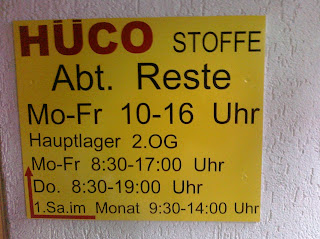 HÜCO STOFFE
Abt. Reste
Mo-Fr 10-16 Uhr
Hauptlager 2.OG
Mo-Fr 8:30-17:00 Uhr
Do. 8:30-19:00 Uhr
1.Sa.im Monat 9:30-14:00 Uhr